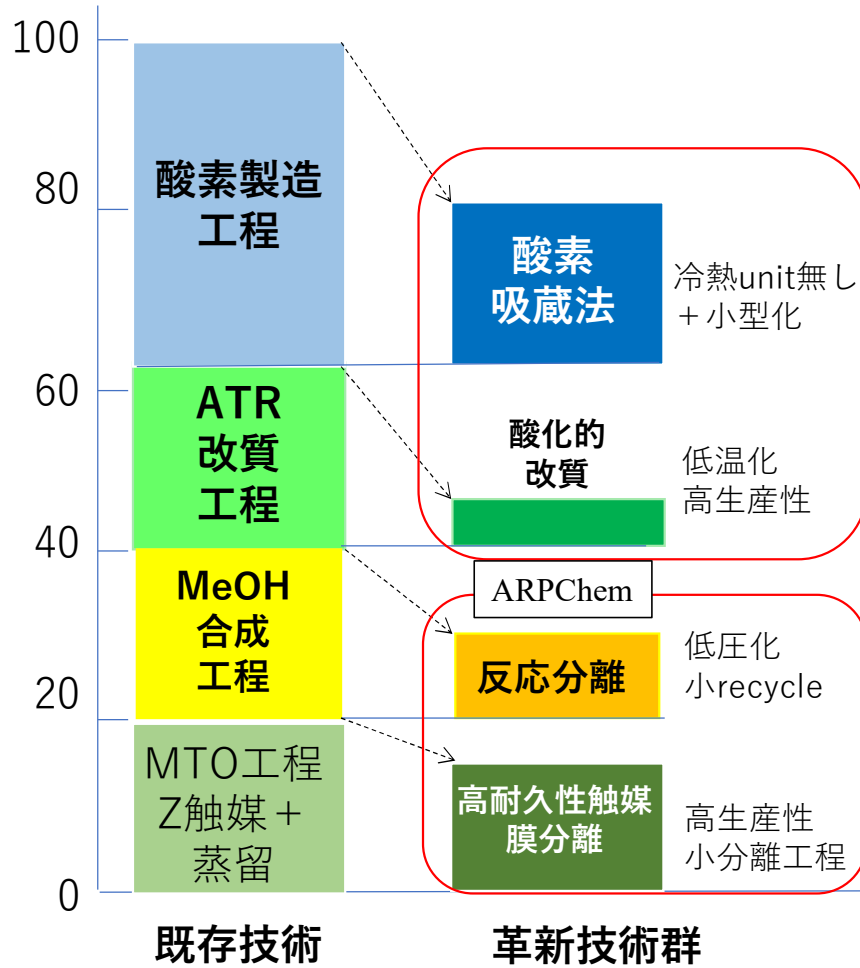 100
80
60
40
20
0
酸素製造
工程
ATR
改質
工程
MeOH
合成
工程
MTO工程
Z触媒＋
蒸留
既存技術
酸素
吸蔵法
冷熱unit無し
＋小型化
酸化的
改質
低温化
高生産性
ARPChem
反応分離
低圧化
小recycle
高耐久性触媒
膜分離
高生産性
小分離工程
革新技術群